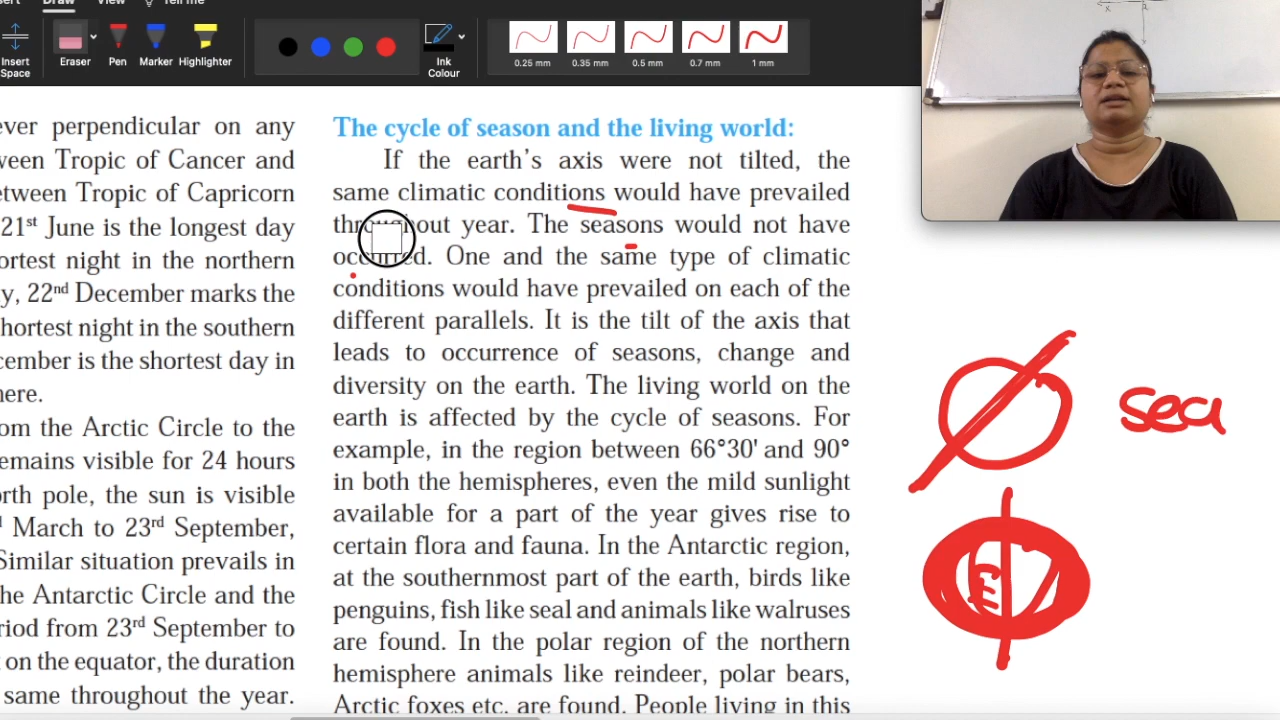 Draw View Tell me
Insert Space
Eraser
Pen
Marker
Highlighter
Ink Colour
0.25 mm
0.35 mm
0.5 mm
0.7 mm
1 mm
ever perpendicular on any
ween Tropic of Cancer and
etween Tropic of Capricorn
21st June is the longest day
ortest night in the northern
y, 22nd December marks the
hortest night in the southern
cember is the shortest day in
here.
om the Arctic Circle to the
emains visible for 24 hours
orth pole, the sun is visible
March to 23rd September,
Similar situation prevails in
he Antarctic Circle and the
riod from 23rd September to
on the equator, the duration
same throughout the year.
The cycle of season and the living world:
If the earth's axis were not tilted, the
same climatic conditions would have prevailed
throughout year. The seasons would not have
occurred. One and the same type of climatic
conditions would have prevailed on each of the
different parallels. It is the tilt of the axis that
leads to occurrence of seasons, change and
diversity on the earth. The living world on the
earth is affected by the cycle of seasons. For
example, in the region between 66°30' and 90°
in both the hemispheres, even the mild sunlight
available for a part of the year gives rise to
certain flora and fauna. In the Antarctic region,
at the southernmost part of the earth, birds like
penguins, fish like seal and animals like walruses
are found. In the polar region of the northern
hemisphere animals like reindeer, polar bears,
Arctic foxes etc. are found. People living in this
sea
E